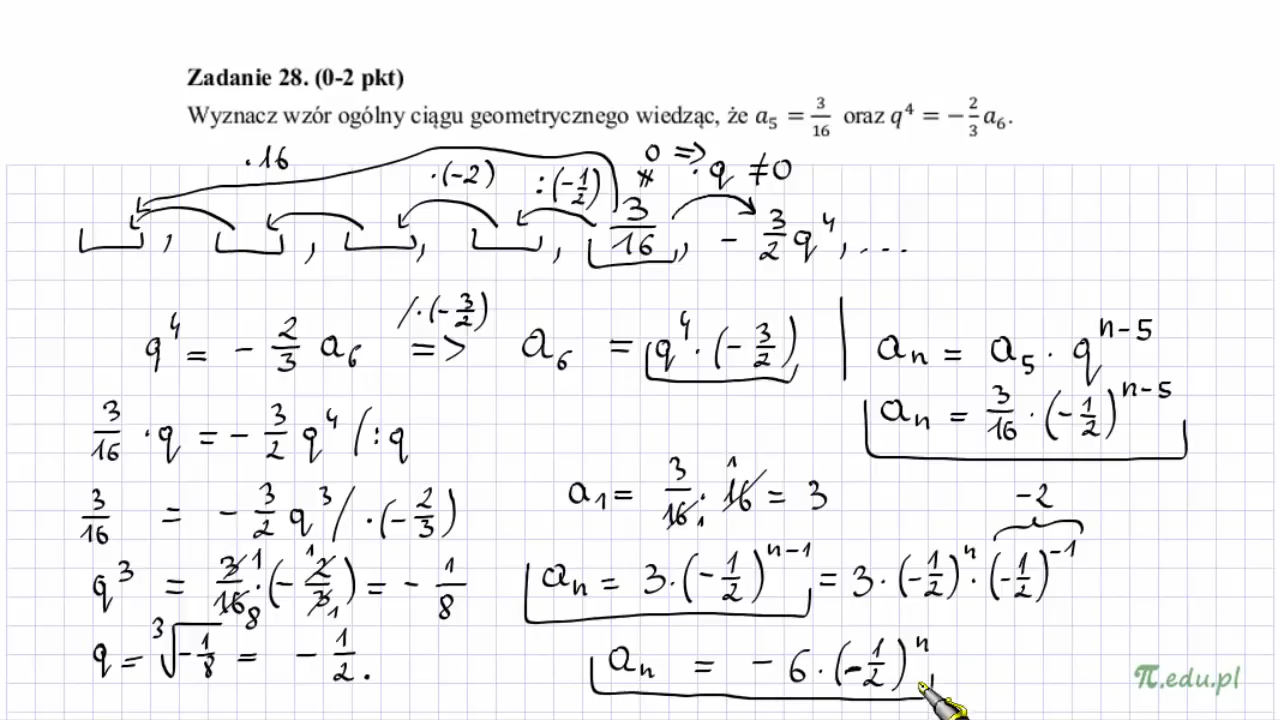 Zadanie 28. (0-2 pkt)
Wyznacz wzór ogólny ciągu geometrycznego wiedząc, że a₅ = 3/16 oraz q⁴ = -2/3 a₆.
·16 ·(-2) :(-1/2) 0 => ·q ≠0
, , , , 3/16, - 3/2 q⁴, ...
q⁴ = - 2/3 a₆ /·(-3/2) => a₆ = q⁴·(-3/2) | aₙ = a₅ · qⁿ⁻⁵
aₙ = 3/16 · (-1/2)ⁿ⁻⁵
3/16 · q = - 3/2 q⁴ /:q
a₁ = 3/16 · 16 = 3
3/16 = - 3/2 q³ / ·(-2/3)
-2
q³ = 3/16 · (-2/3) = - 1/8
aₙ = 3·(-1/2)ⁿ⁻¹ = 3·(-1/2)ⁿ·(-1/2)⁻¹
q = ³√-1/8 = - 1/2.
aₙ = - 6·(-1/2)ⁿ
π.edu.pl